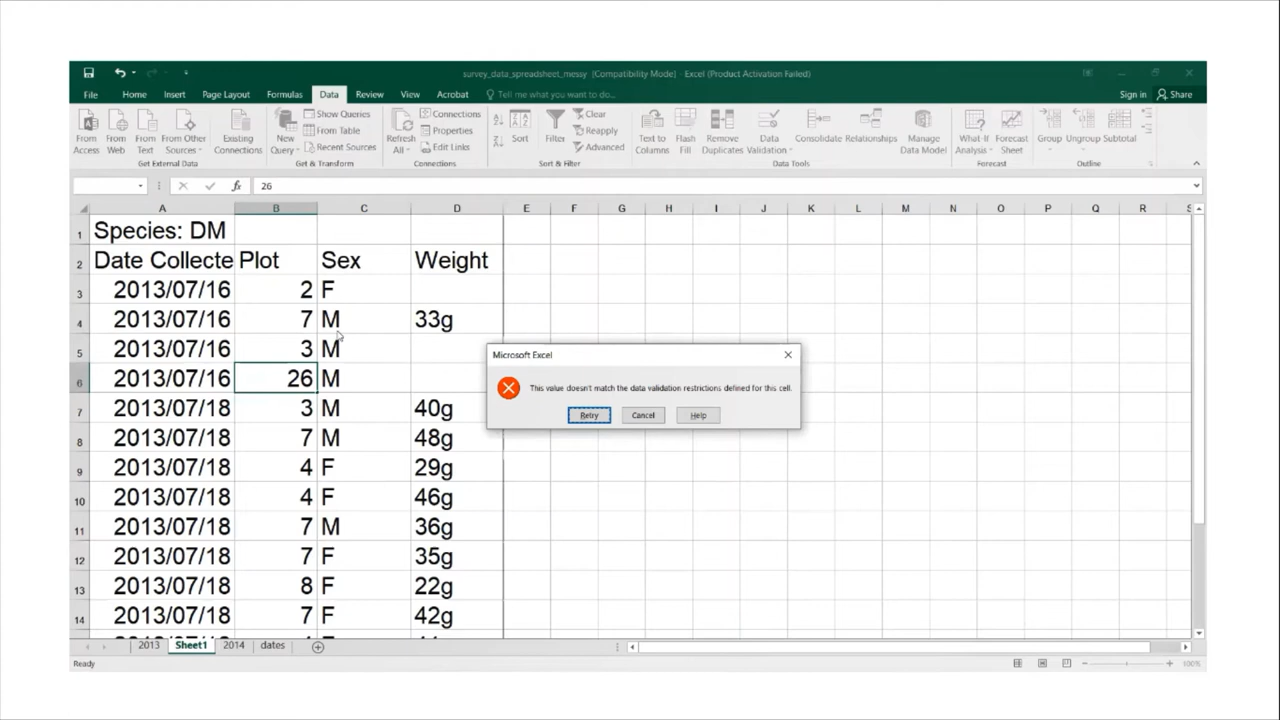 survey_data_spreadsheet_messy [Compatibility Mode] - Excel (Product Activation Failed)
File Home Insert Page Layout Formulas Data Review View Acrobat Tell me what you want to do... Sign in Share
From Access
From Web
From Text
From Other Sources
Existing Connections
Get External Data
New Query
Show Queries
From Table
Recent Sources
Get & Transform
Refresh All
Connections
Properties
Edit Links
Connections
Sort
Filter
Clear
Reapply
Advanced
Sort & Filter
Text to Columns
Flash Fill
Remove Duplicates
Data Validation
Consolidate
Relationships
Manage Data Model
Data Tools
What-If Analysis
Forecast Sheet
Forecast
Group
Ungroup
Subtotal
Outline
fx 26
A B C D E F G H I J K L M N O P Q R S
1 Species: DM
2 Date Collecte Plot Sex Weight
3 2013/07/16 2 F
4 2013/07/16 7 M 33g
5 2013/07/16 3 M
6 2013/07/16 26 M
7 2013/07/18 3 M 40g
8 2013/07/18 7 M 48g
9 2013/07/18 4 F 29g
10 2013/07/18 4 F 46g
11 2013/07/18 7 M 36g
12 2013/07/18 7 F 35g
13 2013/07/18 8 F 22g
14 2013/07/18 7 F 42g
Microsoft Excel
This value doesn't match the data validation restrictions defined for this cell.
Retry Cancel Help
2013 Sheet1 2014 dates
Ready 100%